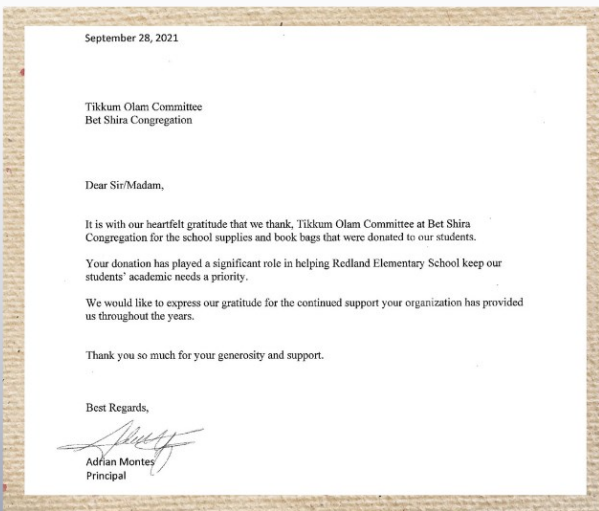 September 28, 2021
Tikkum Olam Committee
Bet Shira Congregation
Dear Sir/Madam,
It is with our heartfelt gratitude that we thank, Tikkum Olam Committee at Bet Shira
Congregation for the school supplies and book bags that were donated to our students.
Your donation has played a significant role in helping Redland Elementary School keep our
students' academic needs a priority.
We would like to express our gratitude for the continued support your organization has provided
us throughout the years.
Thank you so much for your generosity and support.
Best Regards,
Adrian Montes
Principal